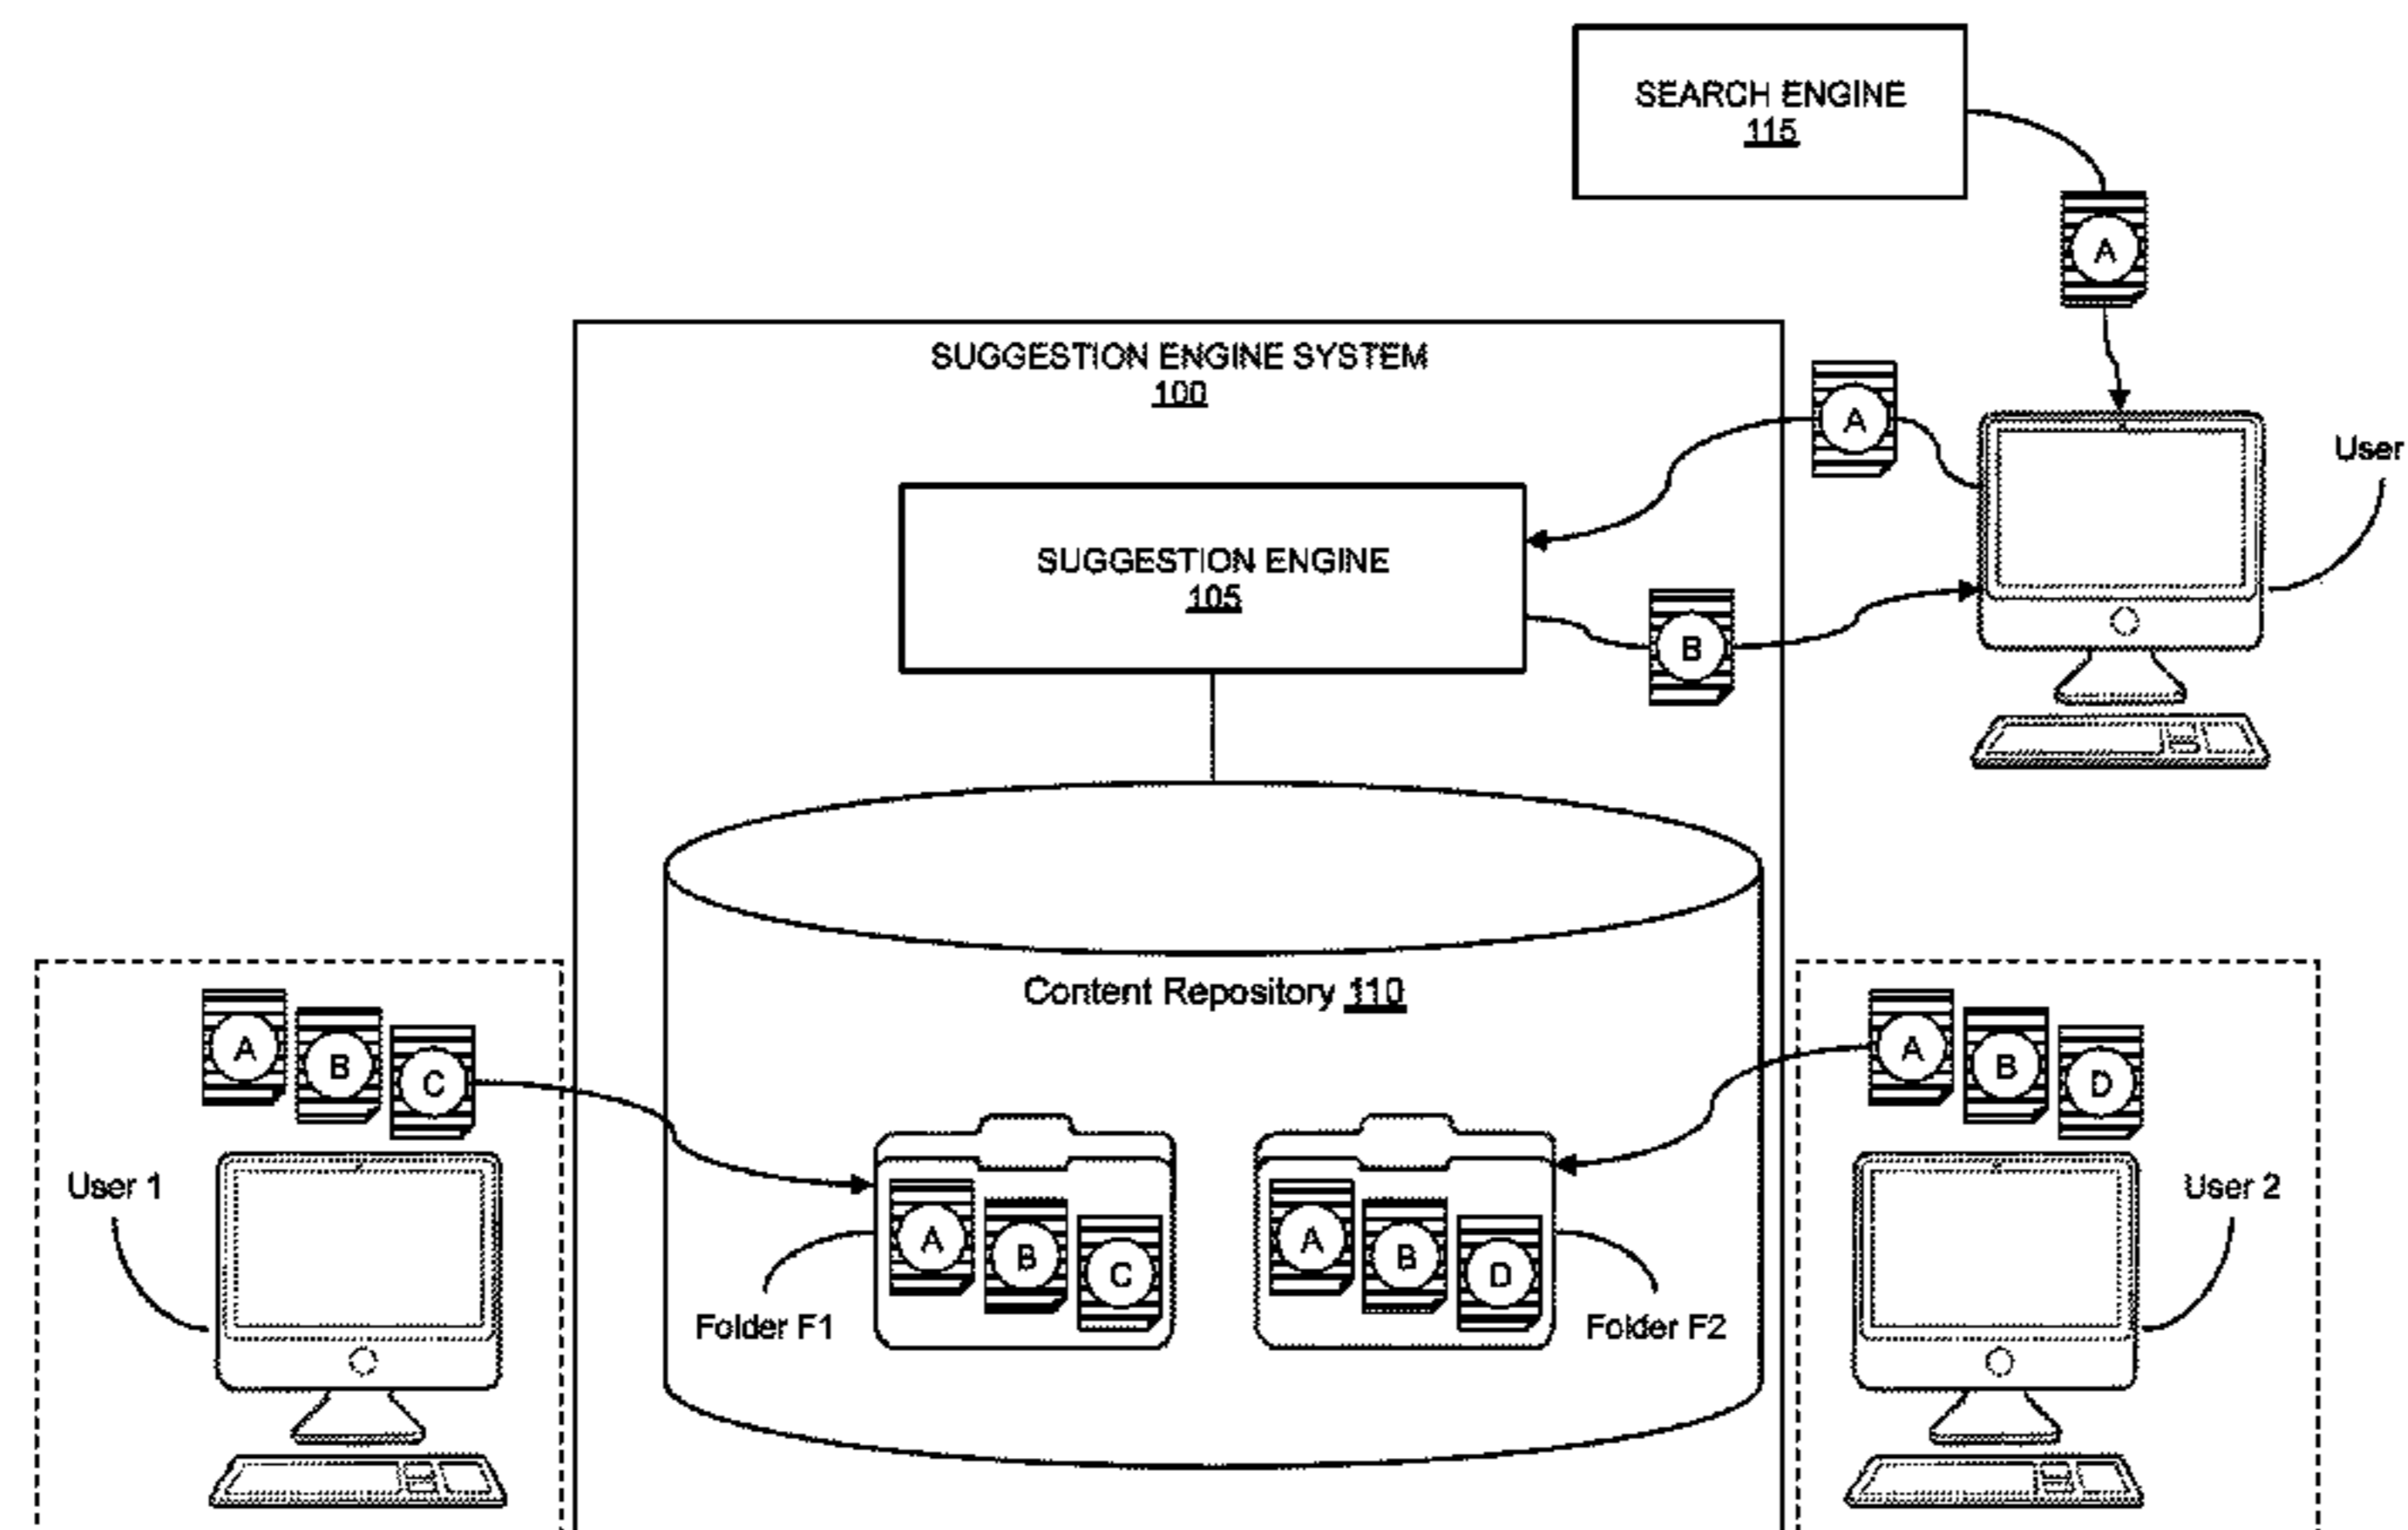 SEARCH ENGINE
115
A
SUGGESTION ENGINE SYSTEM
100
A
User
SUGGESTION ENGINE
105
B
Content Repository 110
A
B
C
A
B
D
User 1
A
B
C
A
B
D
User 2
Folder F1
Folder F2